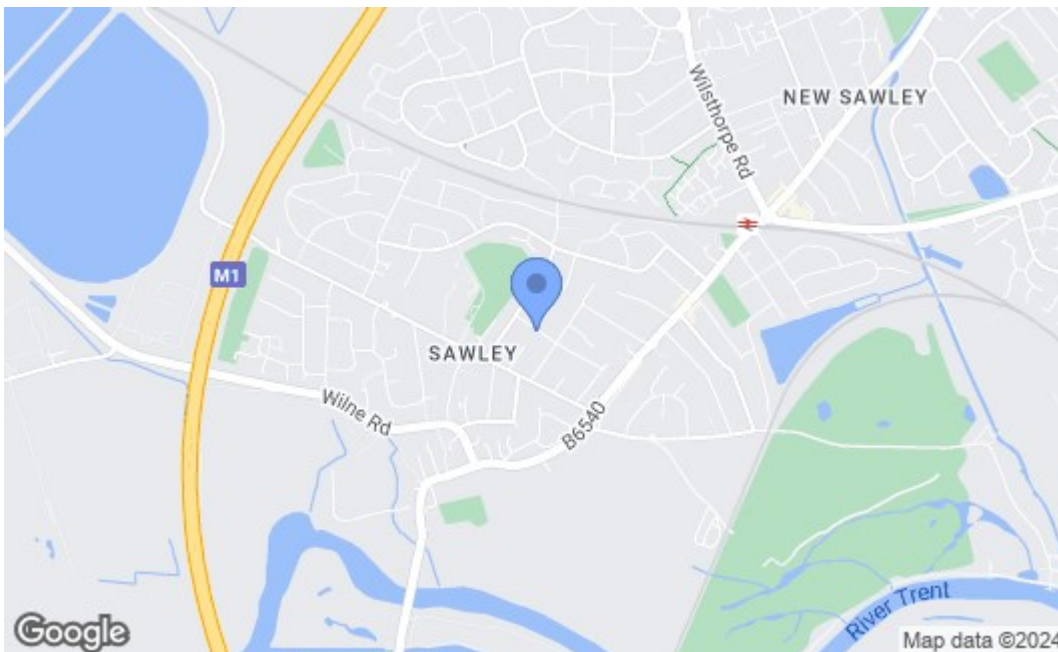 Wilsthorpe Rd
NEW SAWLEY
M1
SAWLEY
Wilne Rd
B6540
River Trent
Google
Map data ©2024